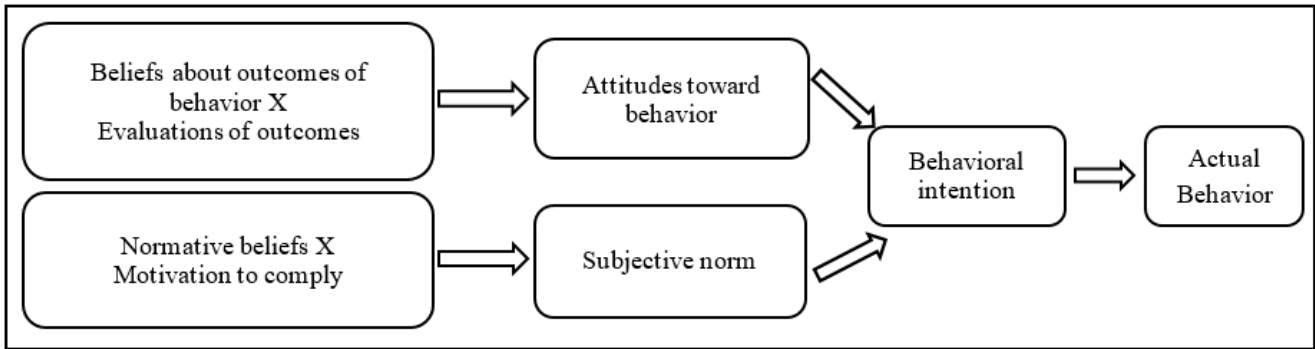 Beliefs about outcomes of
behavior X
Evaluations of outcomes
Attitudes toward
behavior
Normative beliefs X
Motivation to comply
Subjective norm
Behavioral
intention
Actual
Behavior